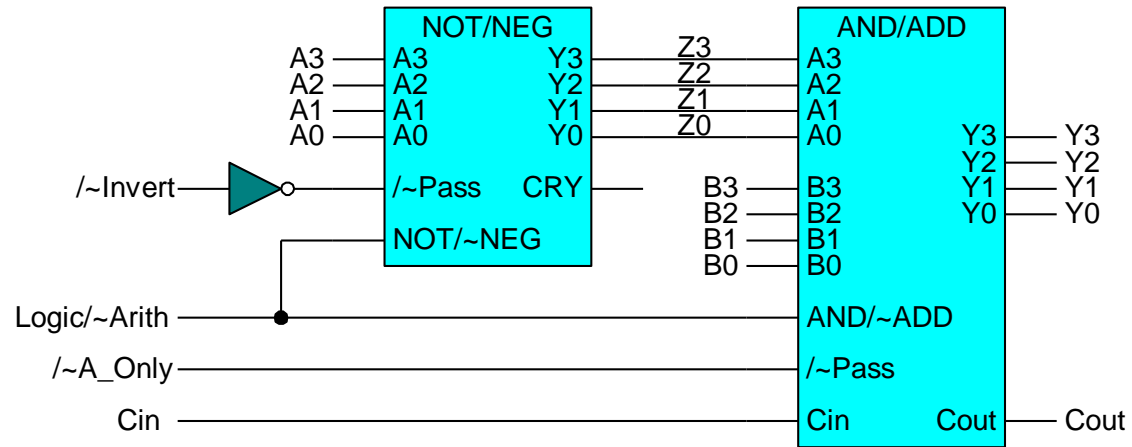 NOT/NEG
AND/ADD
A3 A3 Y3 Z3 A3
A2 A2 Y2 Z2 A2
A1 A1 Y1 Z1 A1
A0 A0 Y0 Z0 A0
Y3 Y3
Y2 Y2
/~Invert /~Pass CRY B3 B3 Y1 Y1
B2 B2 Y0 Y0
NOT/~NEG B1 B1
B0 B0
Logic/~Arith AND/~ADD
/~A_Only /~Pass
Cin Cin Cout Cout